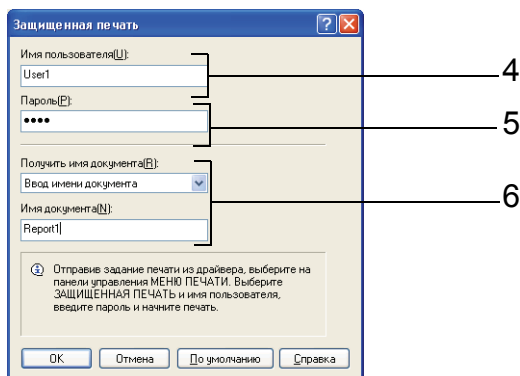 Защищенная печать
Имя пользователя(U):
User1
4
Пароль(P):
••••
5
Получить имя документа(R):
Ввод имени документа
6
Имя документа(N):
Report1
Отправив задание печати из драйвера, выберите на
панели управления МЕНЮ ПЕЧАТИ. Выберите
ЗАЩИЩЕННАЯ ПЕЧАТЬ и имя пользователя,
введите пароль и начните печать.
OK Отмена По умолчанию Справка